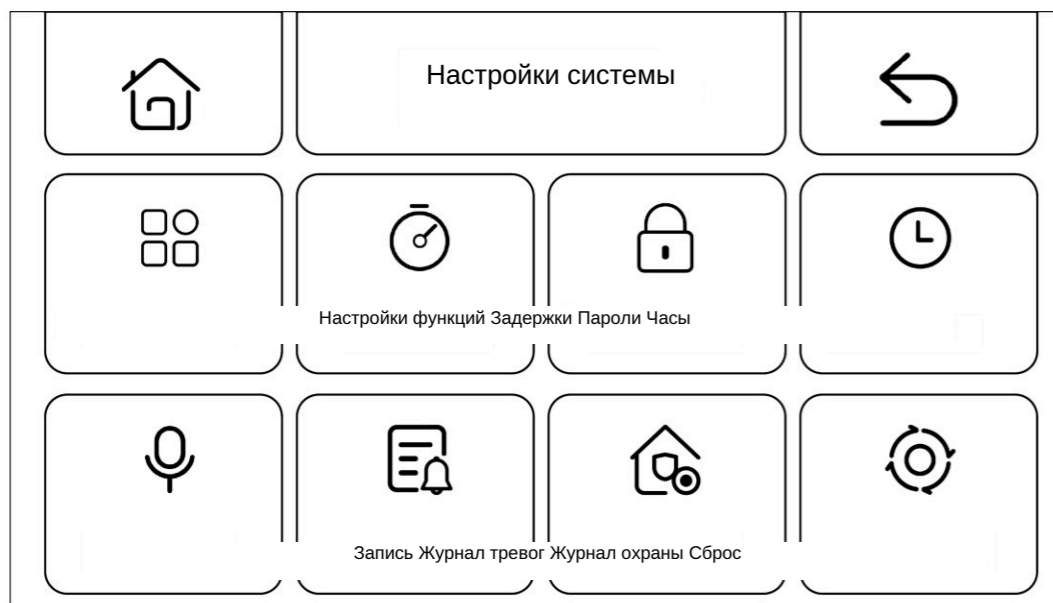 Настройки системы
Настройки функций Задержки Пароли Часы
Запись Журнал тревог Журнал охраны Сброс